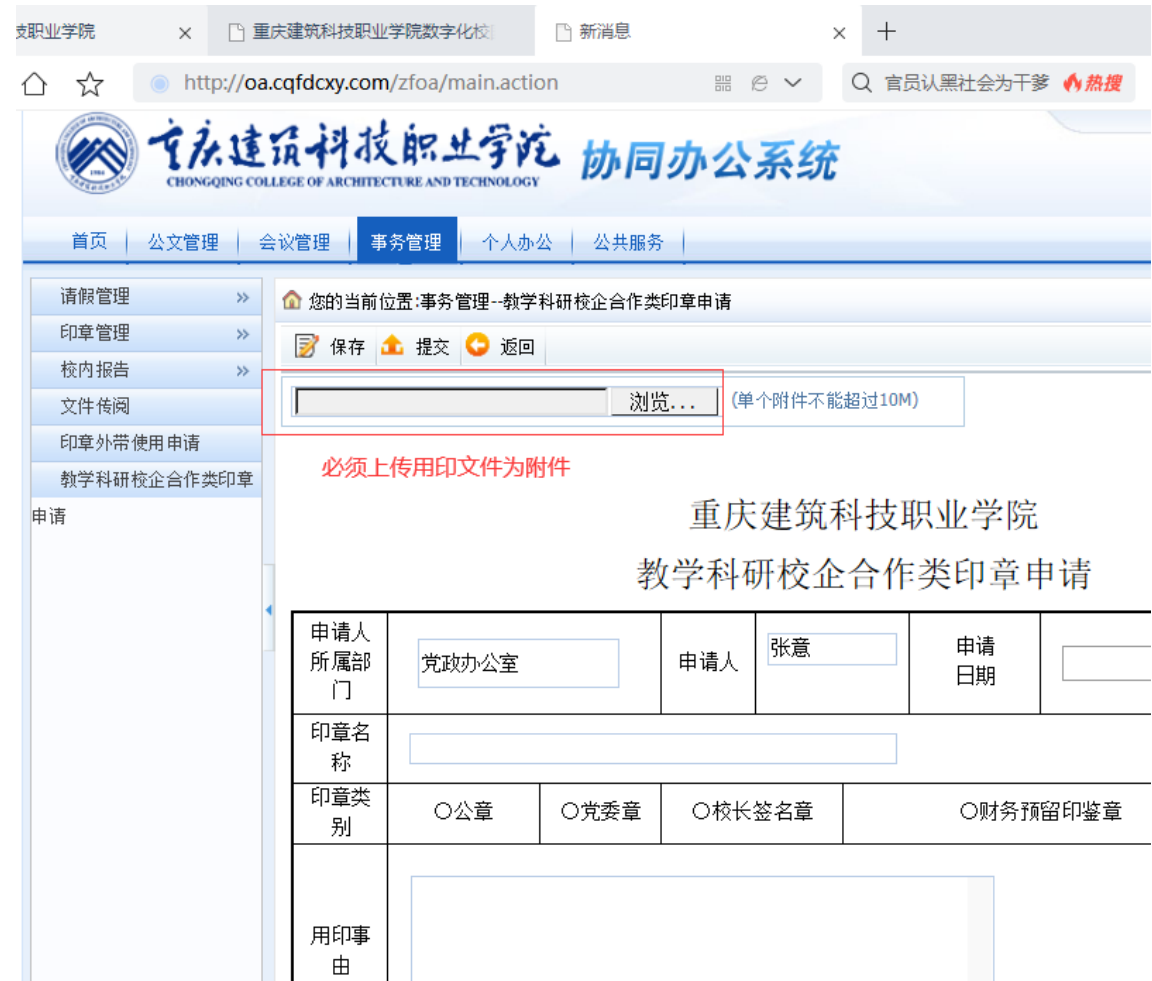 技职业学院
重庆建筑科技职业学院数字化校
新消息
http://oa.cqfdcxy.com/zfoa/main.action
官员认黑社会为干爹 热搜
重庆建筑科技职业学院
CHONGQING COLLEGE OF ARCHITECTURE AND TECHNOLOGY
协同办公系统
首页 公文管理 会议管理 事务管理 个人办公 公共服务
请假管理
印章管理
校内报告
文件传阅
印章外带使用申请
教学科研校企合作类印章
申请
您的当前位置:事务管理--教学科研校企合作类印章申请
保存 提交 返回
浏览... (单个附件不能超过10M)
必须上传用印文件为附件
重庆建筑科技职业学院
教学科研校企合作类印章申请
申请人
所属部
门
党政办公室
申请人
张意
申请
日期
印章名
称
印章类
别
公章 党委章 校长签名章 财务预留印鉴章
用印事
由